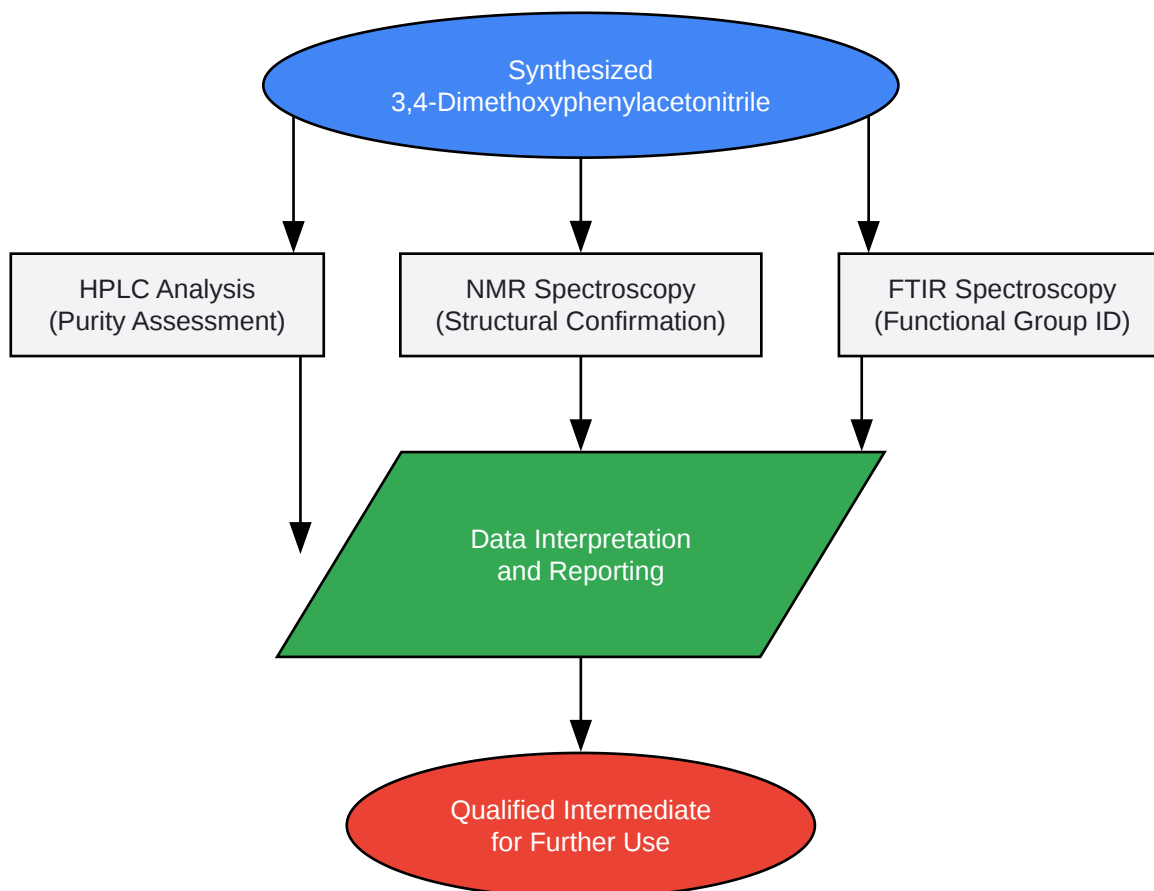 Synthesized
3,4-Dimethoxyphenylacetonitrile
HPLC Analysis
(Purity Assessment)
NMR Spectroscopy
(Structural Confirmation)
FTIR Spectroscopy
(Functional Group ID)
Data Interpretation
and Reporting
Qualified Intermediate
for Further Use